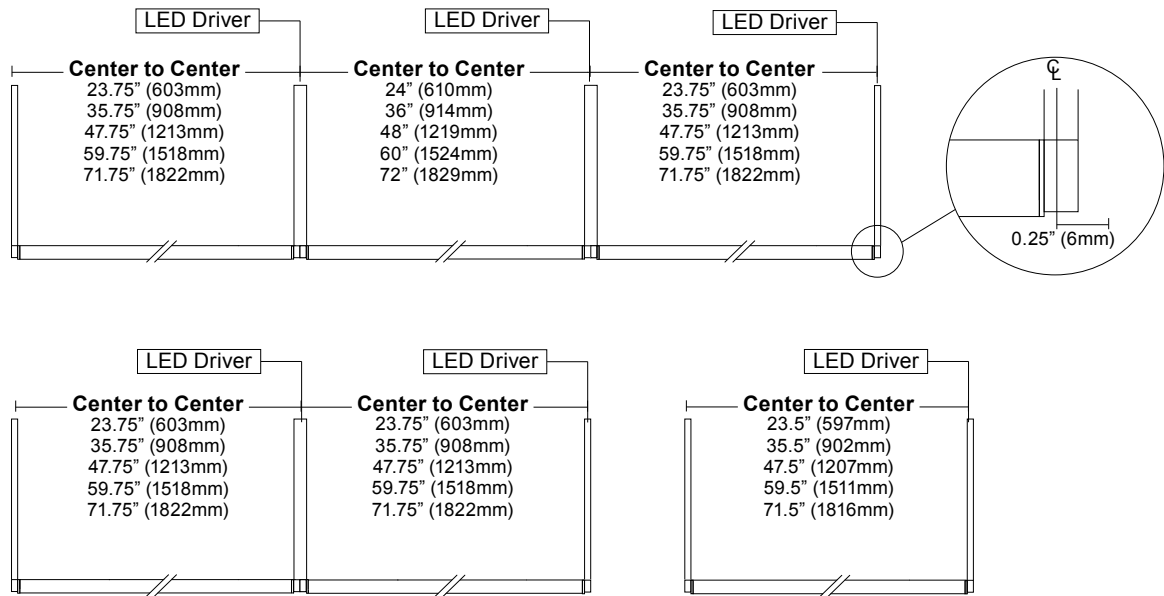 LED Driver
LED Driver
LED Driver
Center to Center
23.75” (603mm)
35.75” (908mm)
47.75” (1213mm)
59.75” (1518mm)
71.75” (1822mm)
Center to Center
24” (610mm)
36” (914mm)
48” (1219mm)
60” (1524mm)
72” (1829mm)
Center to Center
23.75” (603mm)
35.75” (908mm)
47.75” (1213mm)
59.75” (1518mm)
71.75” (1822mm)
℄
0.25” (6mm)
LED Driver
LED Driver
LED Driver
Center to Center
23.75” (603mm)
35.75” (908mm)
47.75” (1213mm)
59.75” (1518mm)
71.75” (1822mm)
Center to Center
23.75” (603mm)
35.75” (908mm)
47.75” (1213mm)
59.75” (1518mm)
71.75” (1822mm)
Center to Center
23.5” (597mm)
35.5” (902mm)
47.5” (1207mm)
59.5” (1511mm)
71.5” (1816mm)